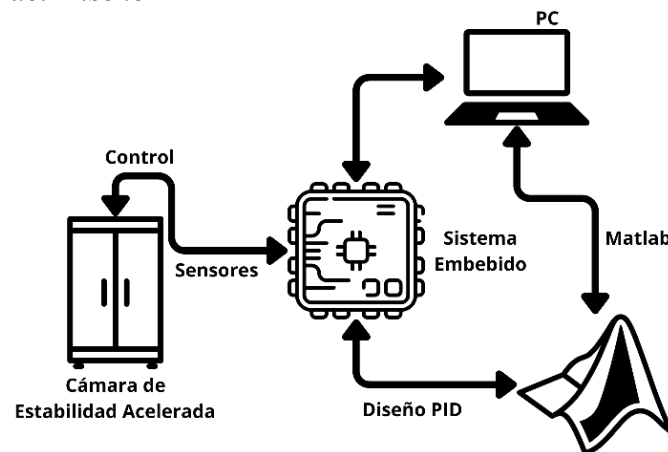 PC
Control
Sistema
Embebido
Matlab
Sensores
Cámara de
Estabilidad Acelerada
Diseño PID